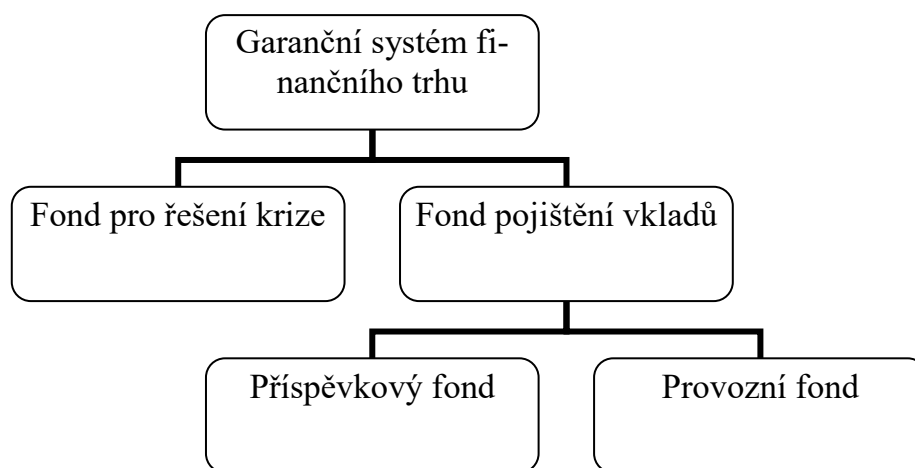 Garanční systém fi-
nančního trhu
Fond pro řešení krize
Fond pojištění vkladů
Příspěvkový fond
Provozní fond